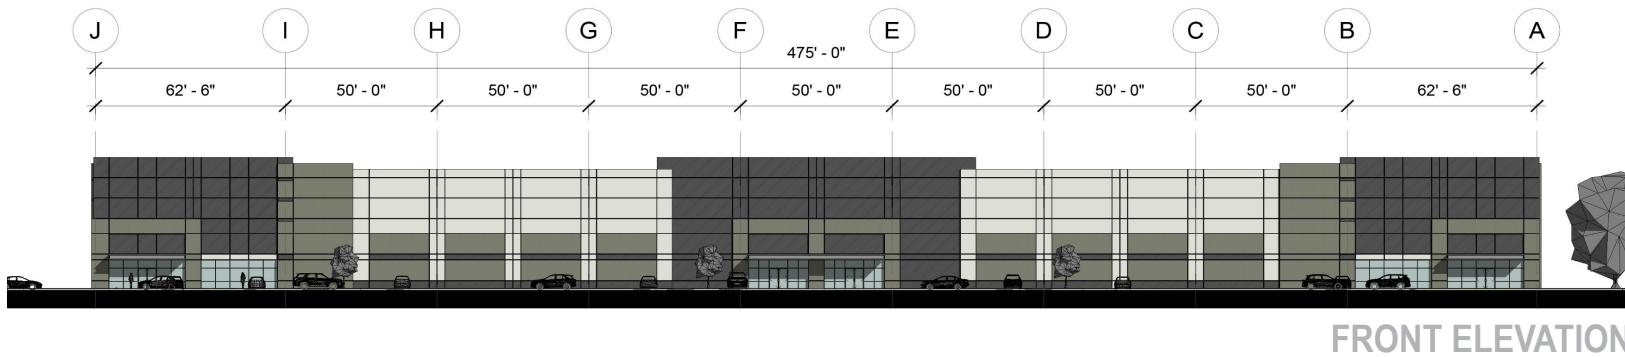 J I H G F E D C B A
475' - 0"
62' - 6" 50' - 0" 50' - 0" 50' - 0" 50' - 0" 50' - 0" 50' - 0" 50' - 0" 62' - 6"
FRONT ELEVATION